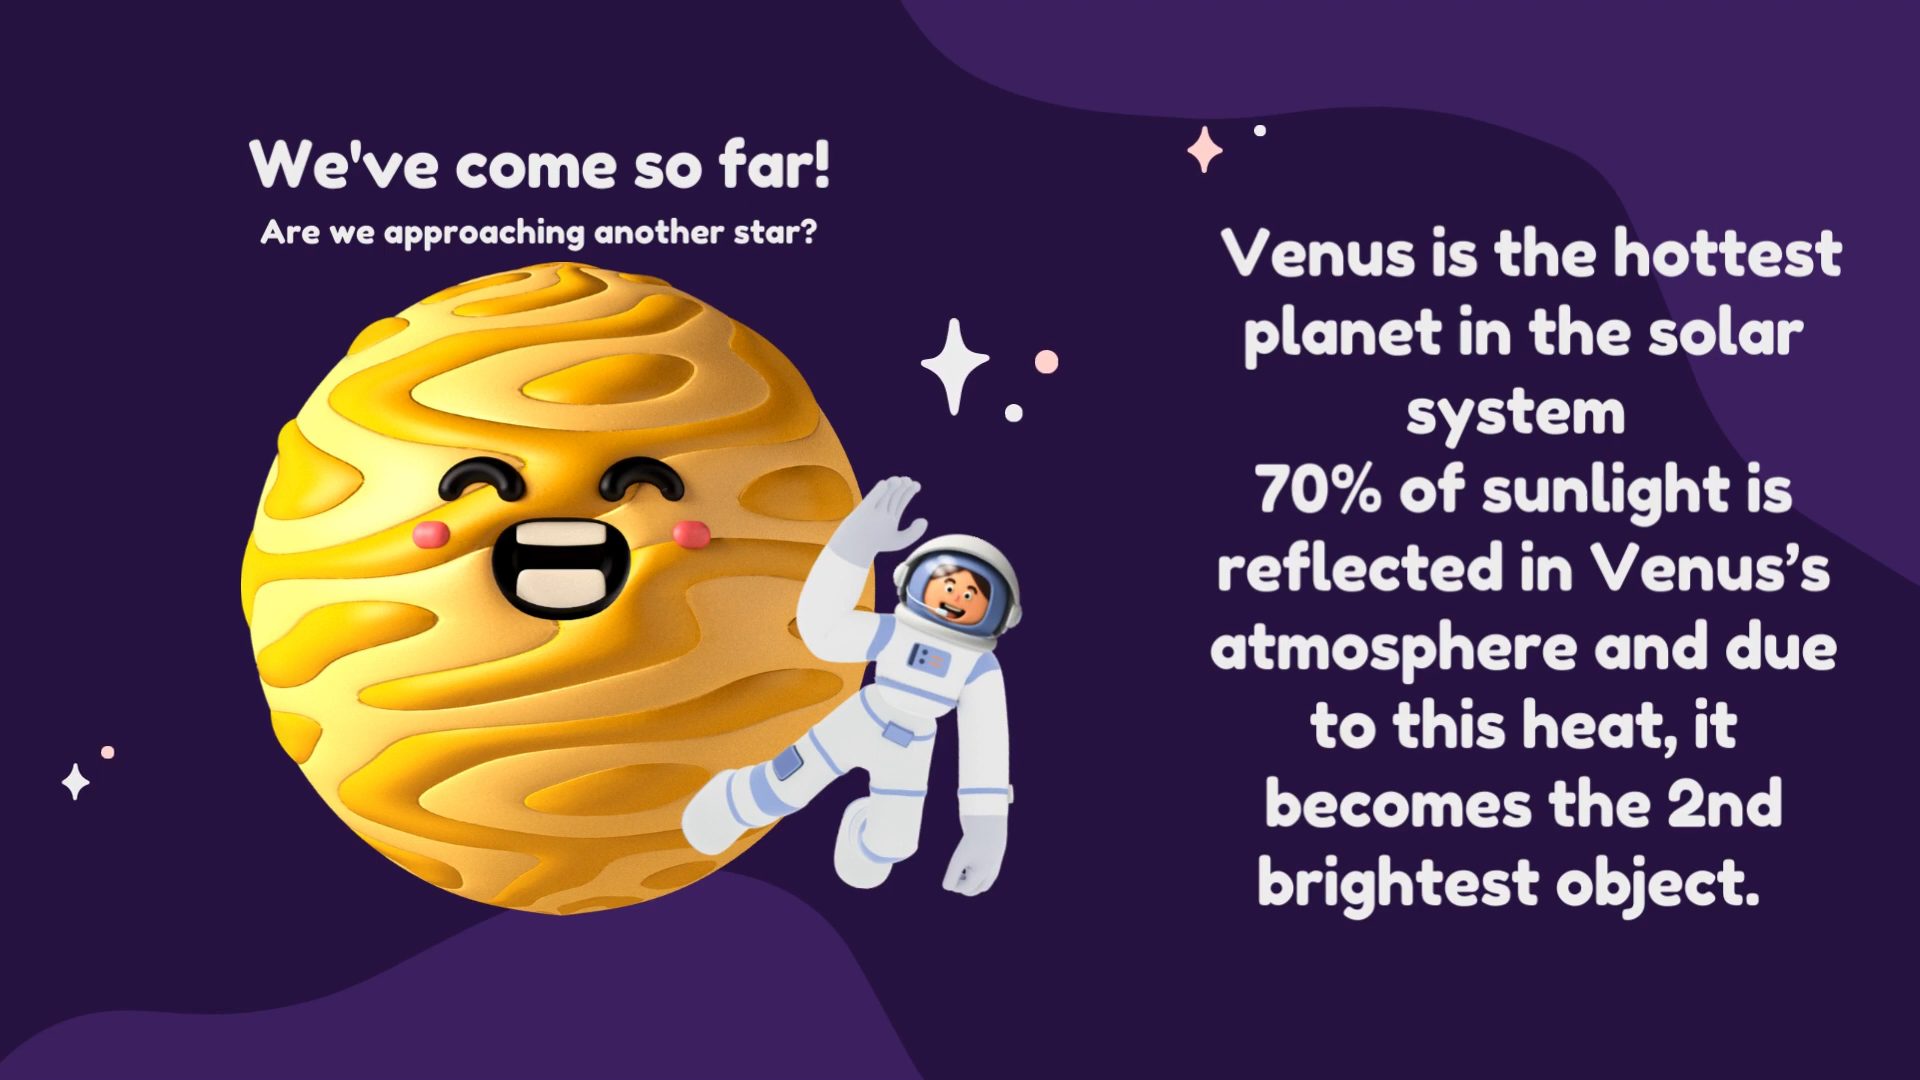 We've come so far!
Are we approaching another star?
Venus is the hottest
planet in the solar
system
70% of sunlight is
reflected in Venus’s
atmosphere and due
to this heat, it
becomes the 2nd
brightest object.